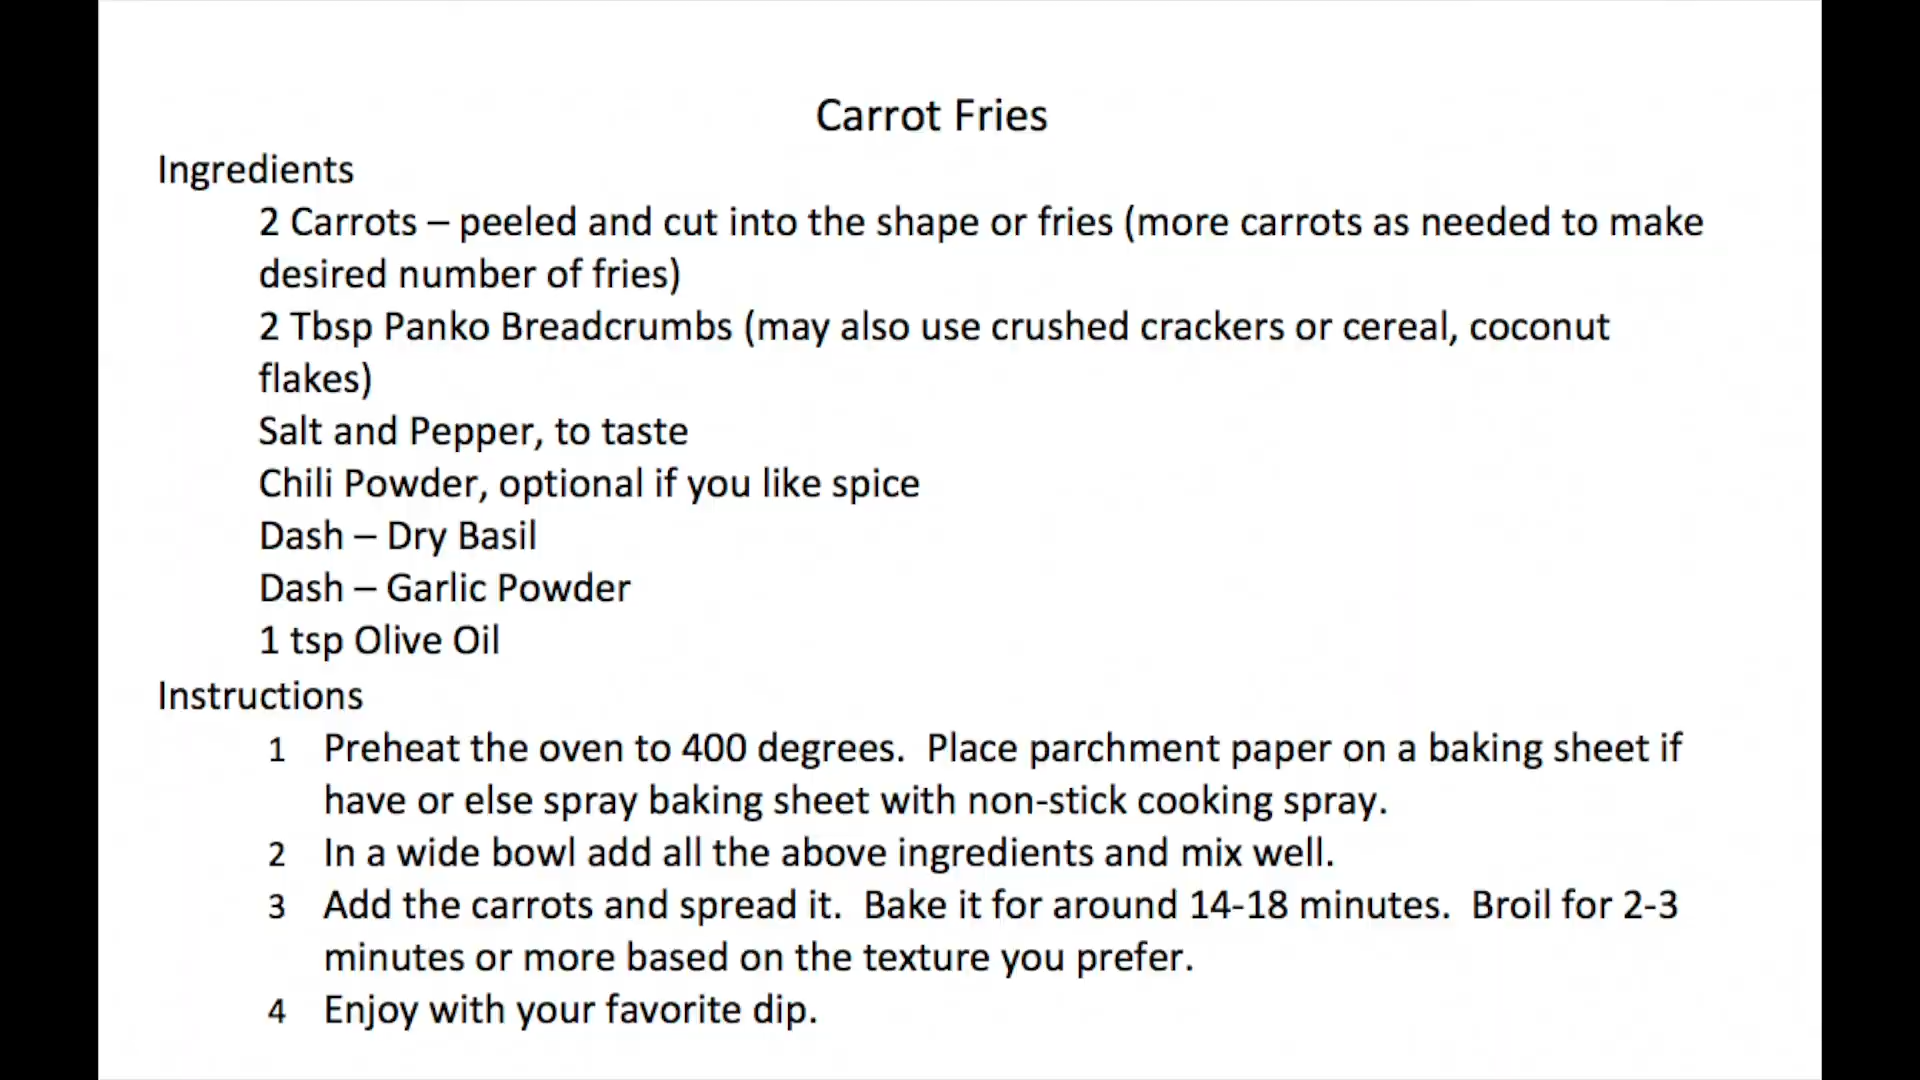 Carrot Fries
Ingredients
2 Carrots – peeled and cut into the shape or fries (more carrots as needed to make
desired number of fries)
2 Tbsp Panko Breadcrumbs (may also use crushed crackers or cereal, coconut
flakes)
Salt and Pepper, to taste
Chili Powder, optional if you like spice
Dash – Dry Basil
Dash – Garlic Powder
1 tsp Olive Oil
Instructions
1 Preheat the oven to 400 degrees.  Place parchment paper on a baking sheet if
have or else spray baking sheet with non-stick cooking spray.
2 In a wide bowl add all the above ingredients and mix well.
3 Add the carrots and spread it.  Bake it for around 14-18 minutes.  Broil for 2-3
minutes or more based on the texture you prefer.
4 Enjoy with your favorite dip.